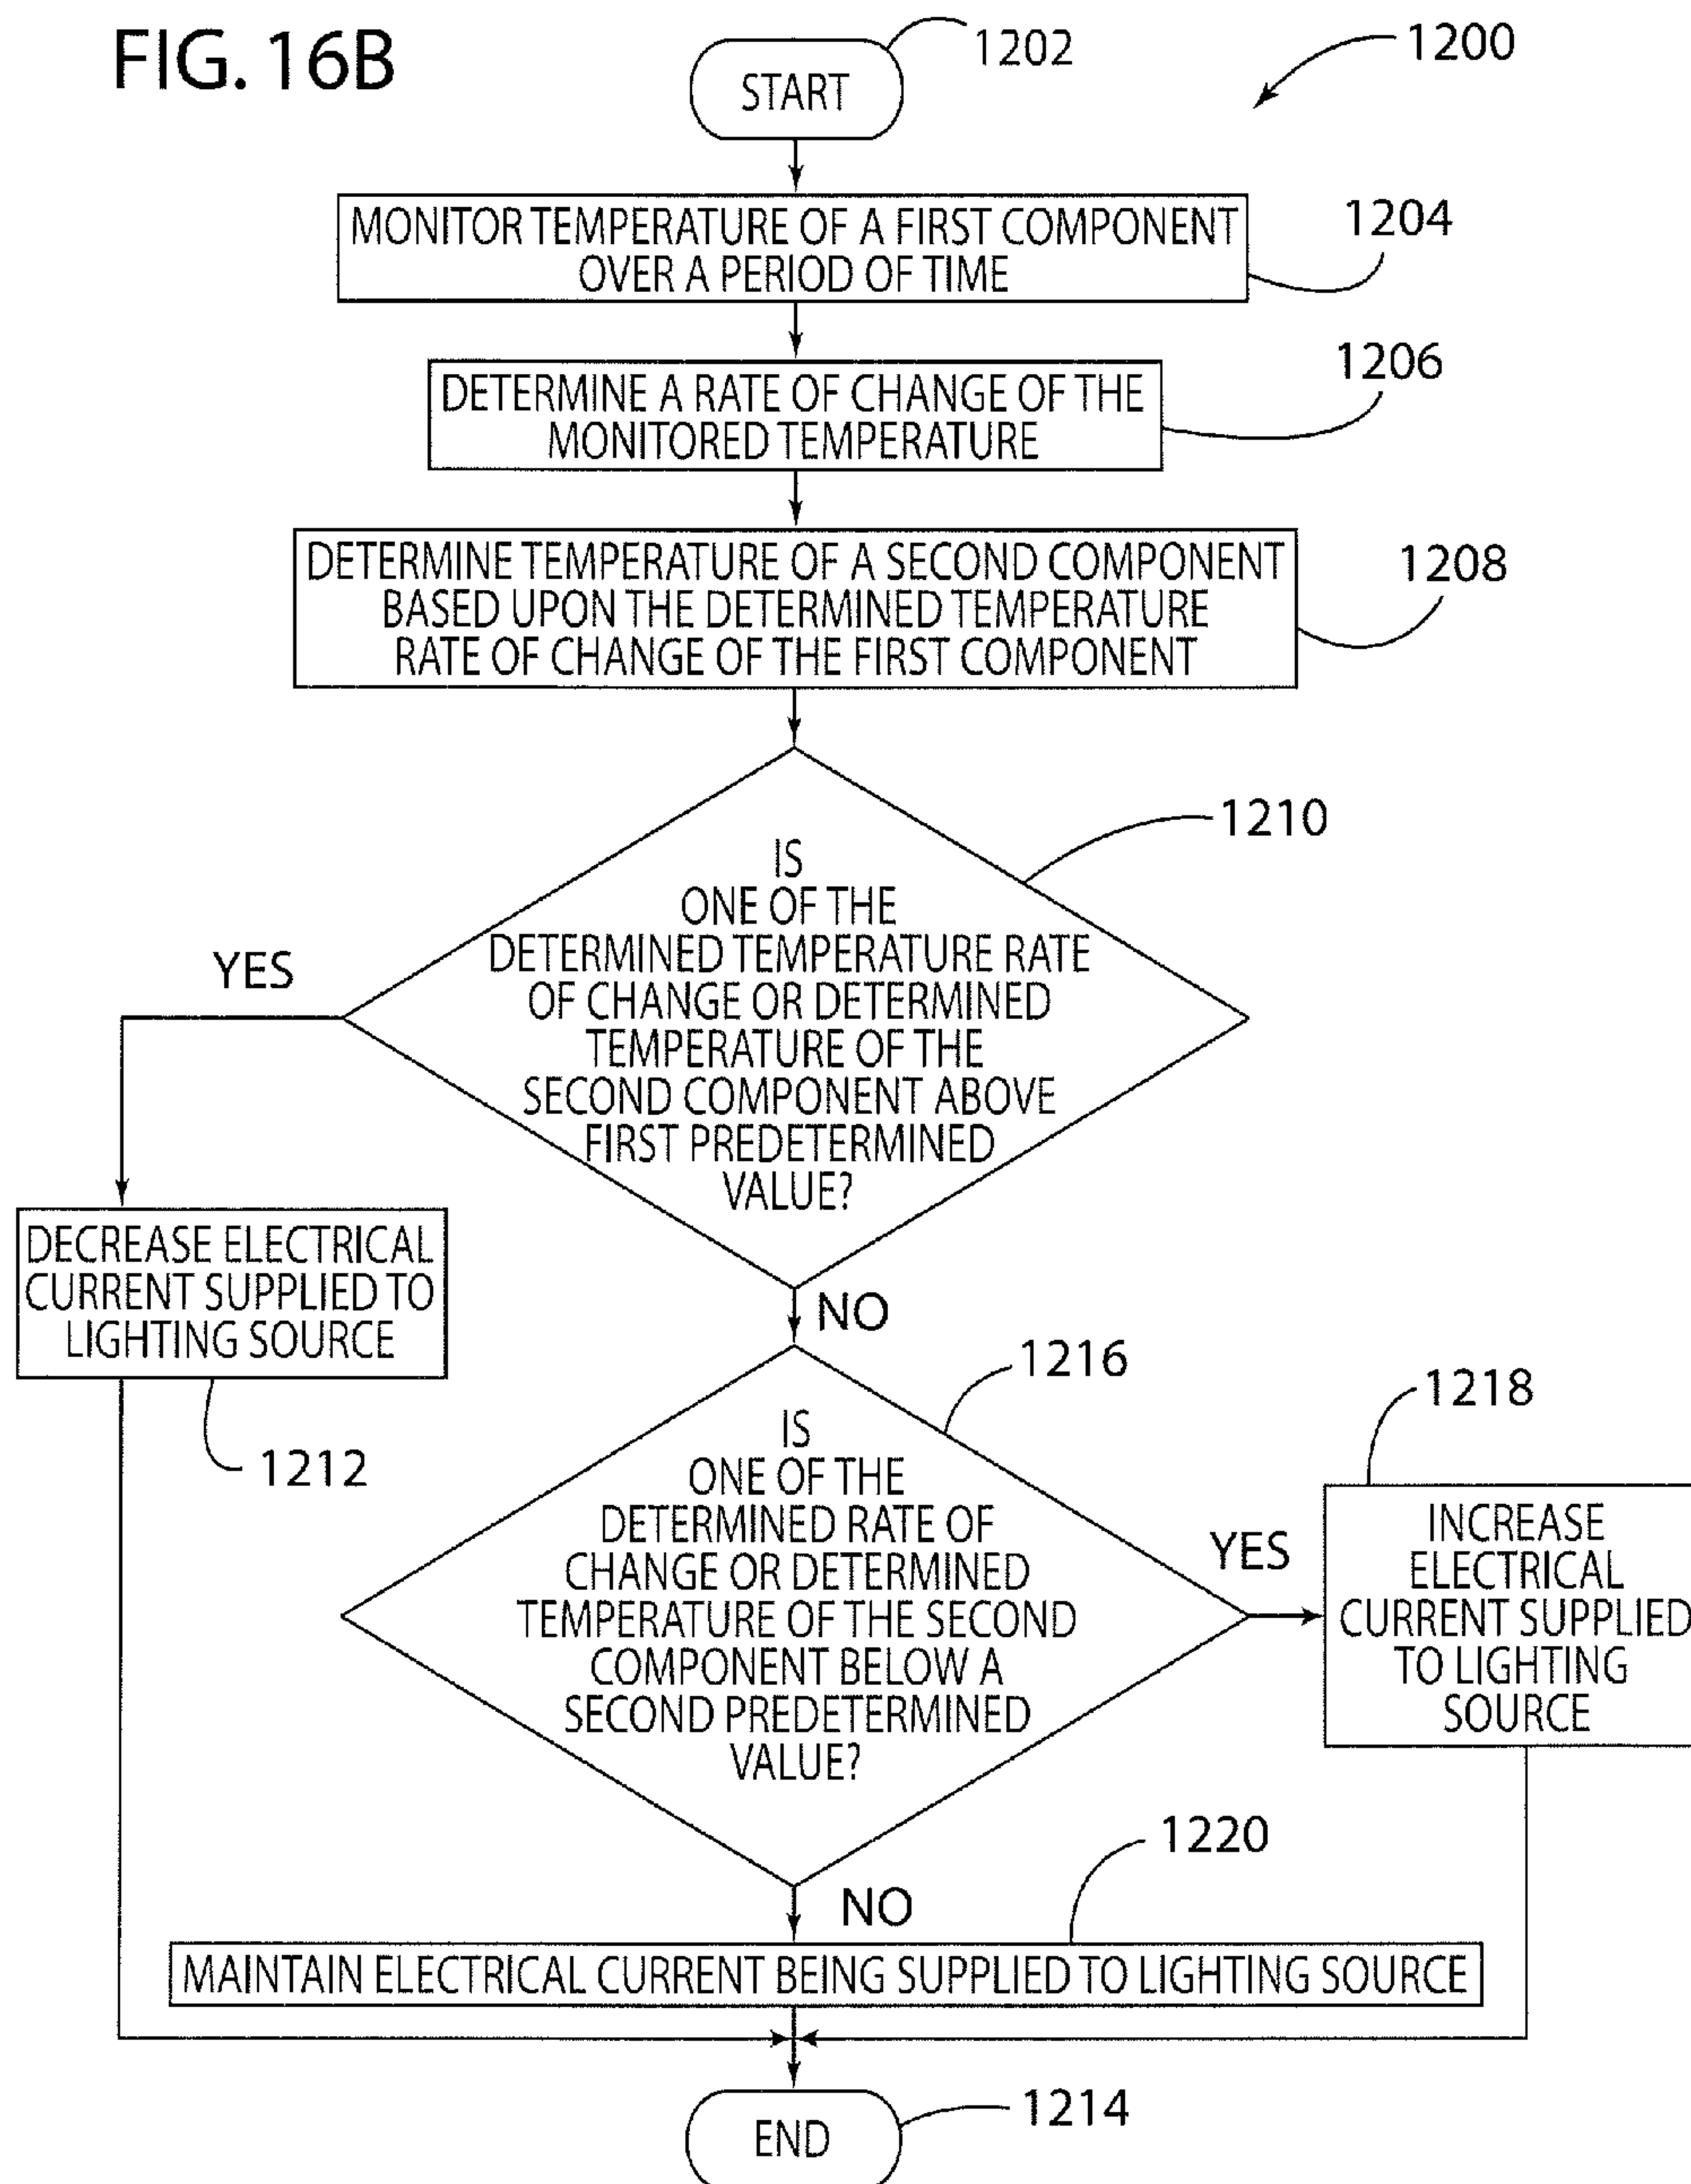 FIG. 16B
1202
1200
START
MONITOR TEMPERATURE OF A FIRST COMPONENT
OVER A PERIOD OF TIME
1204
DETERMINE A RATE OF CHANGE OF THE
MONITORED TEMPERATURE
1206
DETERMINE TEMPERATURE OF A SECOND COMPONENT
BASED UPON THE DETERMINED TEMPERATURE
RATE OF CHANGE OF THE FIRST COMPONENT
1208
1210
IS
ONE OF THE
DETERMINED TEMPERATURE RATE
OF CHANGE OR DETERMINED
TEMPERATURE OF THE
SECOND COMPONENT ABOVE
FIRST PREDETERMINED
VALUE?
YES
DECREASE ELECTRICAL
CURRENT SUPPLIED TO
LIGHTING SOURCE
1212
NO
1216
IS
ONE OF THE
DETERMINED RATE OF
CHANGE OR DETERMINED
TEMPERATURE OF THE SECOND
COMPONENT BELOW A
SECOND PREDETERMINED
VALUE?
YES
1218
INCREASE
ELECTRICAL
CURRENT SUPPLIED
TO LIGHTING
SOURCE
NO
1220
MAINTAIN ELECTRICAL CURRENT BEING SUPPLIED TO LIGHTING SOURCE
END
1214